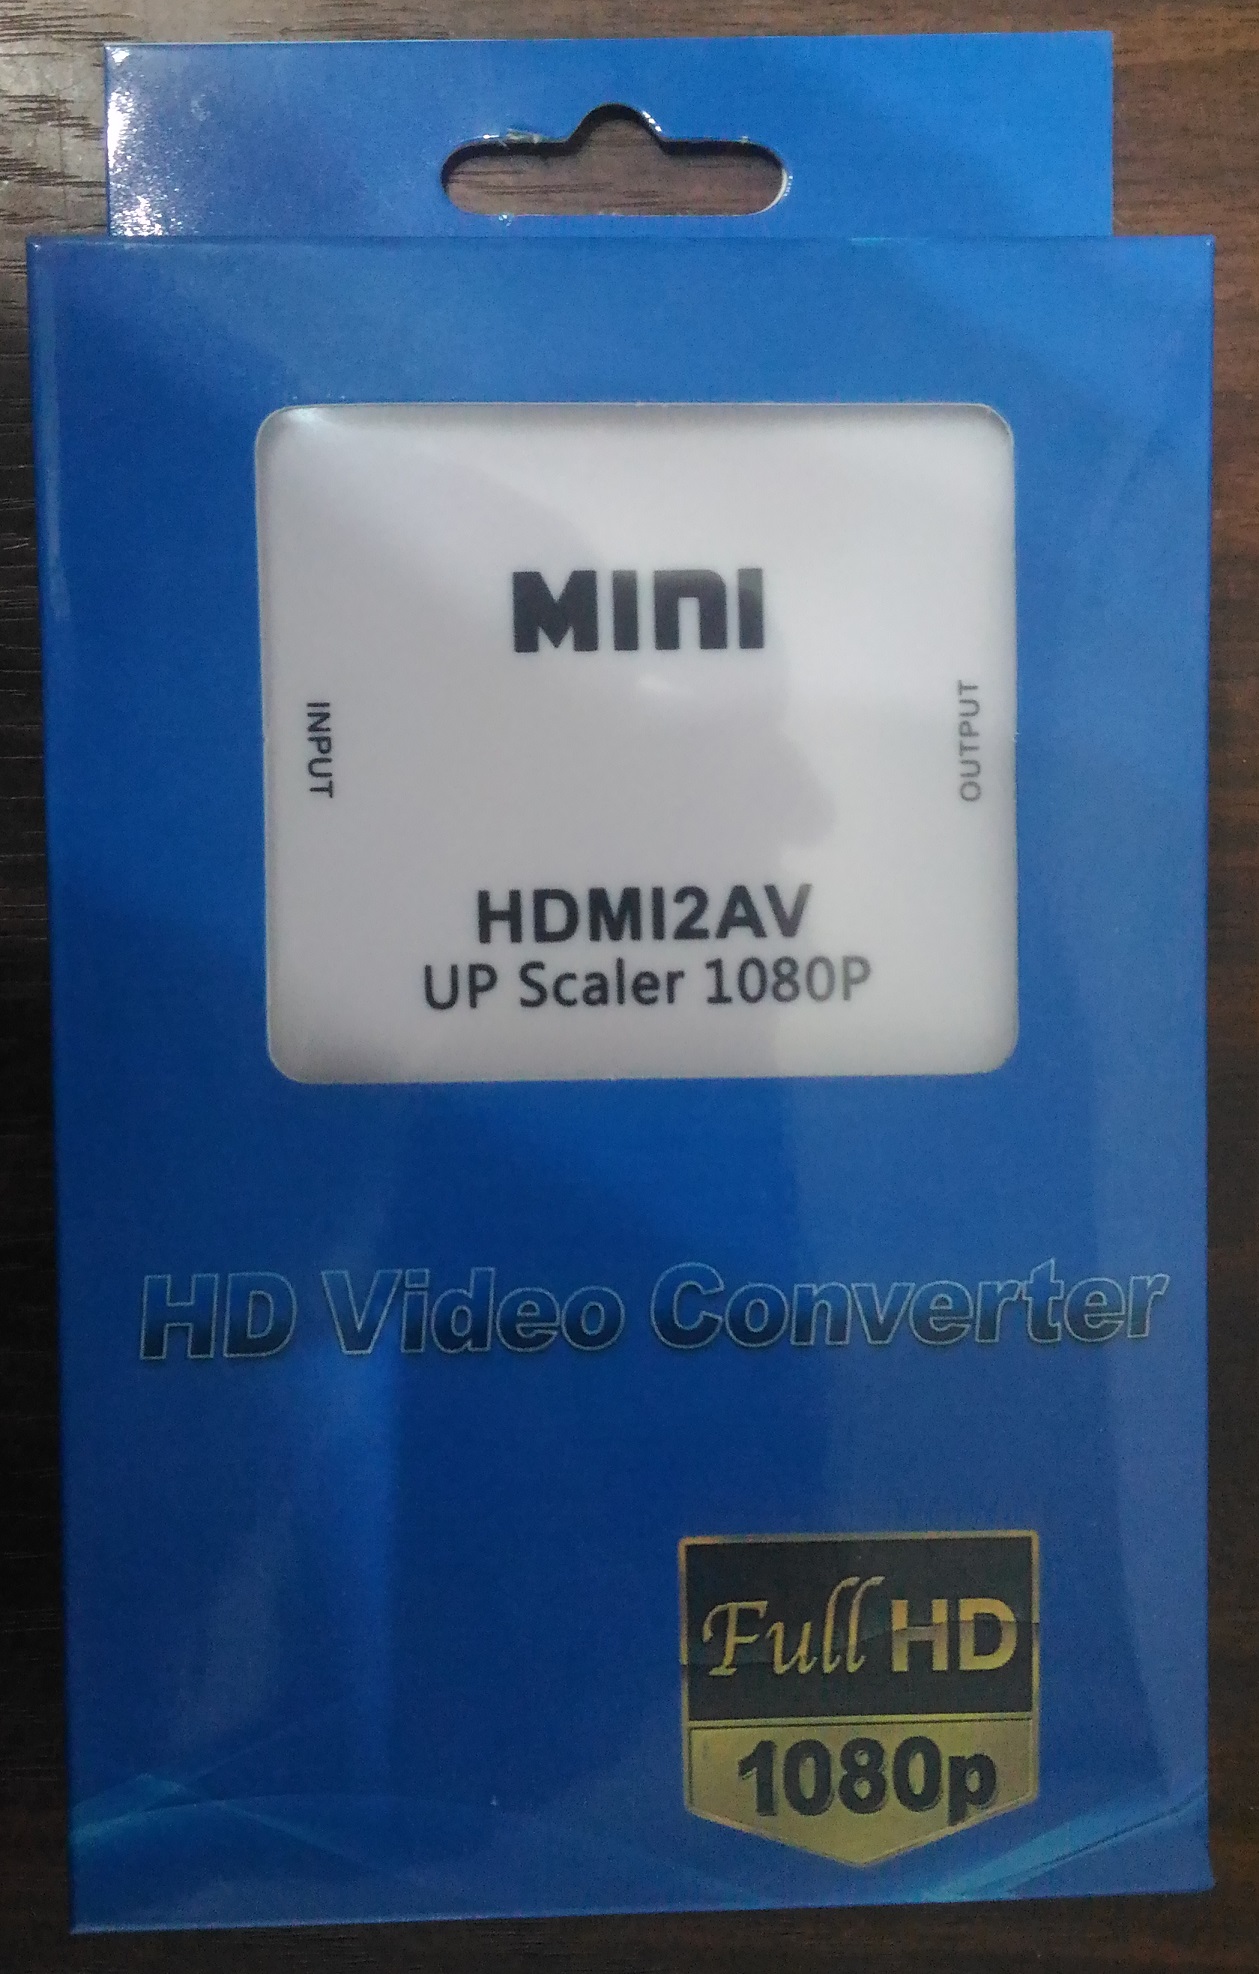 MINI
INPUT
OUTPUT
HDMI2AV
UP Scaler 1080P
HD Video Converter
Full HD
1080p